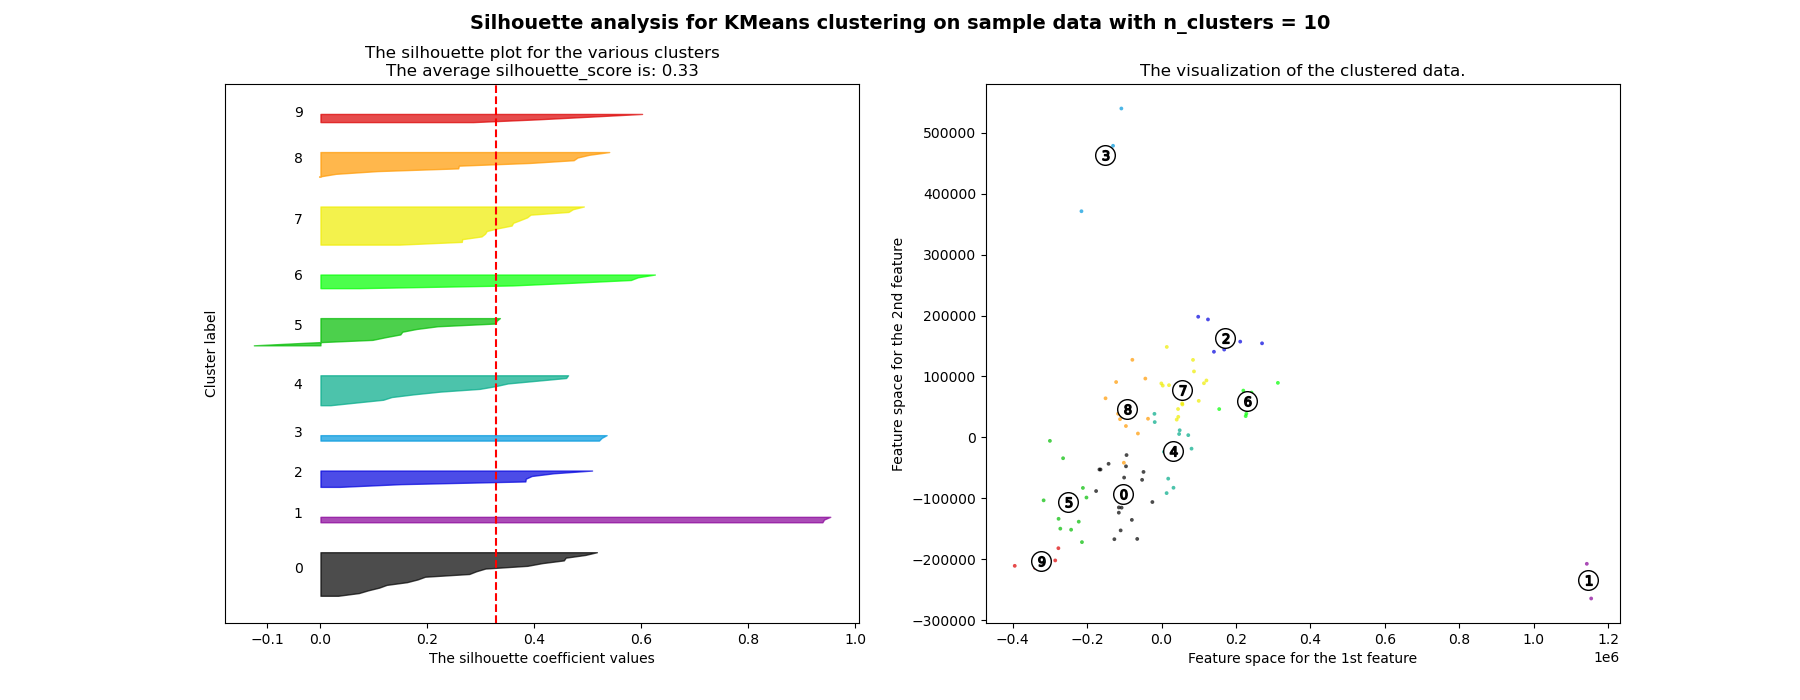 Silhouette analysis for KMeans clustering on sample data with n_clusters = 10
The silhouette plot for the various clusters
The average silhouette_score is: 0.33
9
8
7
6
5
4
3
2
1
0
Cluster label
−0.1 0.0 0.2 0.4 0.6 0.8 1.0
The silhouette coefficient values
The visualization of the clustered data.
500000
400000
300000
200000
100000
0
−100000
−200000
−300000
Feature space for the 2nd feature
3
2
7
6
8
4
0
5
9
1
−0.4 −0.2 0.0 0.2 0.4 0.6 0.8 1.0 1.2
1e6
Feature space for the 1st feature